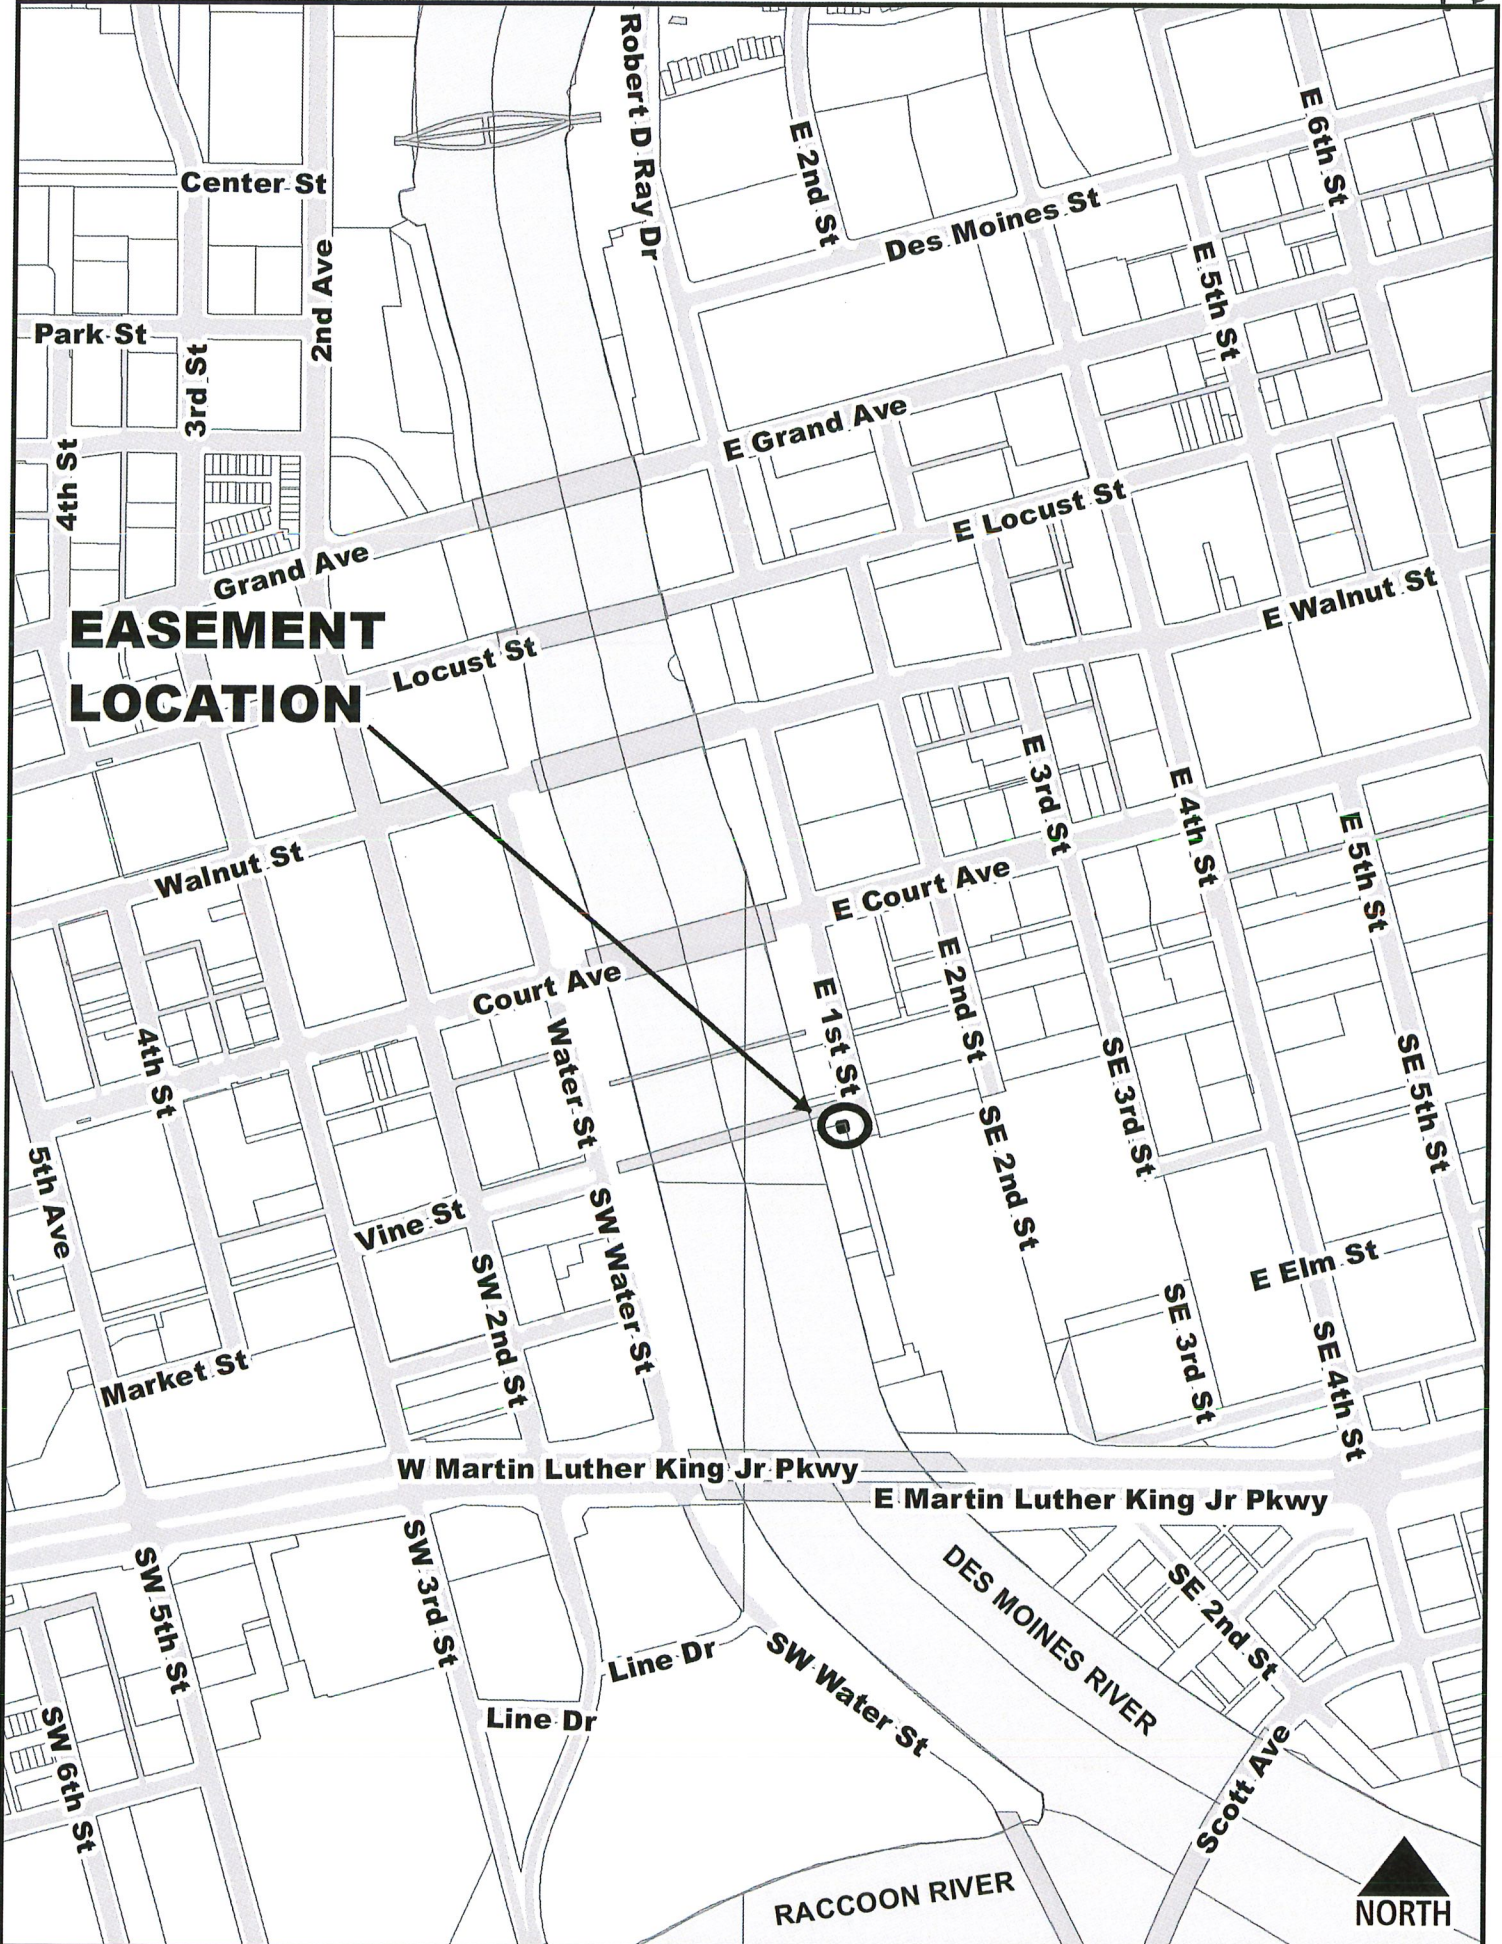 Robert D Ray Dr
E 6th St
E 2nd St
Center St
Des Moines St
2nd Ave
E 5th St
Park St
3rd St
E Grand Ave
4th St
E Locust St
Grand Ave
E Walnut St
EASEMENT
LOCATION
Locust St
E 3rd St
E 4th St
E 5th St
Walnut St
E Court Ave
E 2nd St
Court Ave
E 1st St
Water St
4th St
SE 3rd St
SE 5th St
SE 2nd St
5th Ave
SW Water St
Vine St
SW 2nd St
E Elm St
SE 3rd St
SE 4th St
Market St
W Martin Luther King Jr Pkwy
E Martin Luther King Jr Pkwy
SW 5th St
SW 3rd St
DES MOINES RIVER
SE 2nd St
Line Dr
SW Water St
Line Dr
SW 6th St
Scott Ave
RACCOON RIVER
NORTH